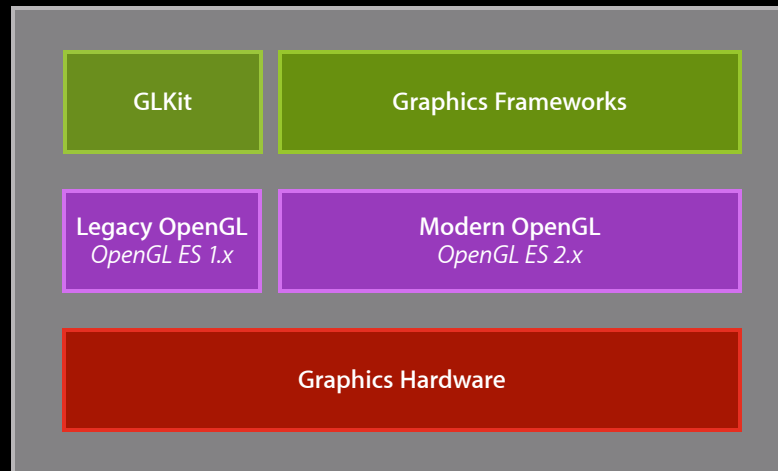 GLKit
Graphics Frameworks
Legacy OpenGL
OpenGL ES 1.x
Modern OpenGL
OpenGL ES 2.x
Graphics Hardware